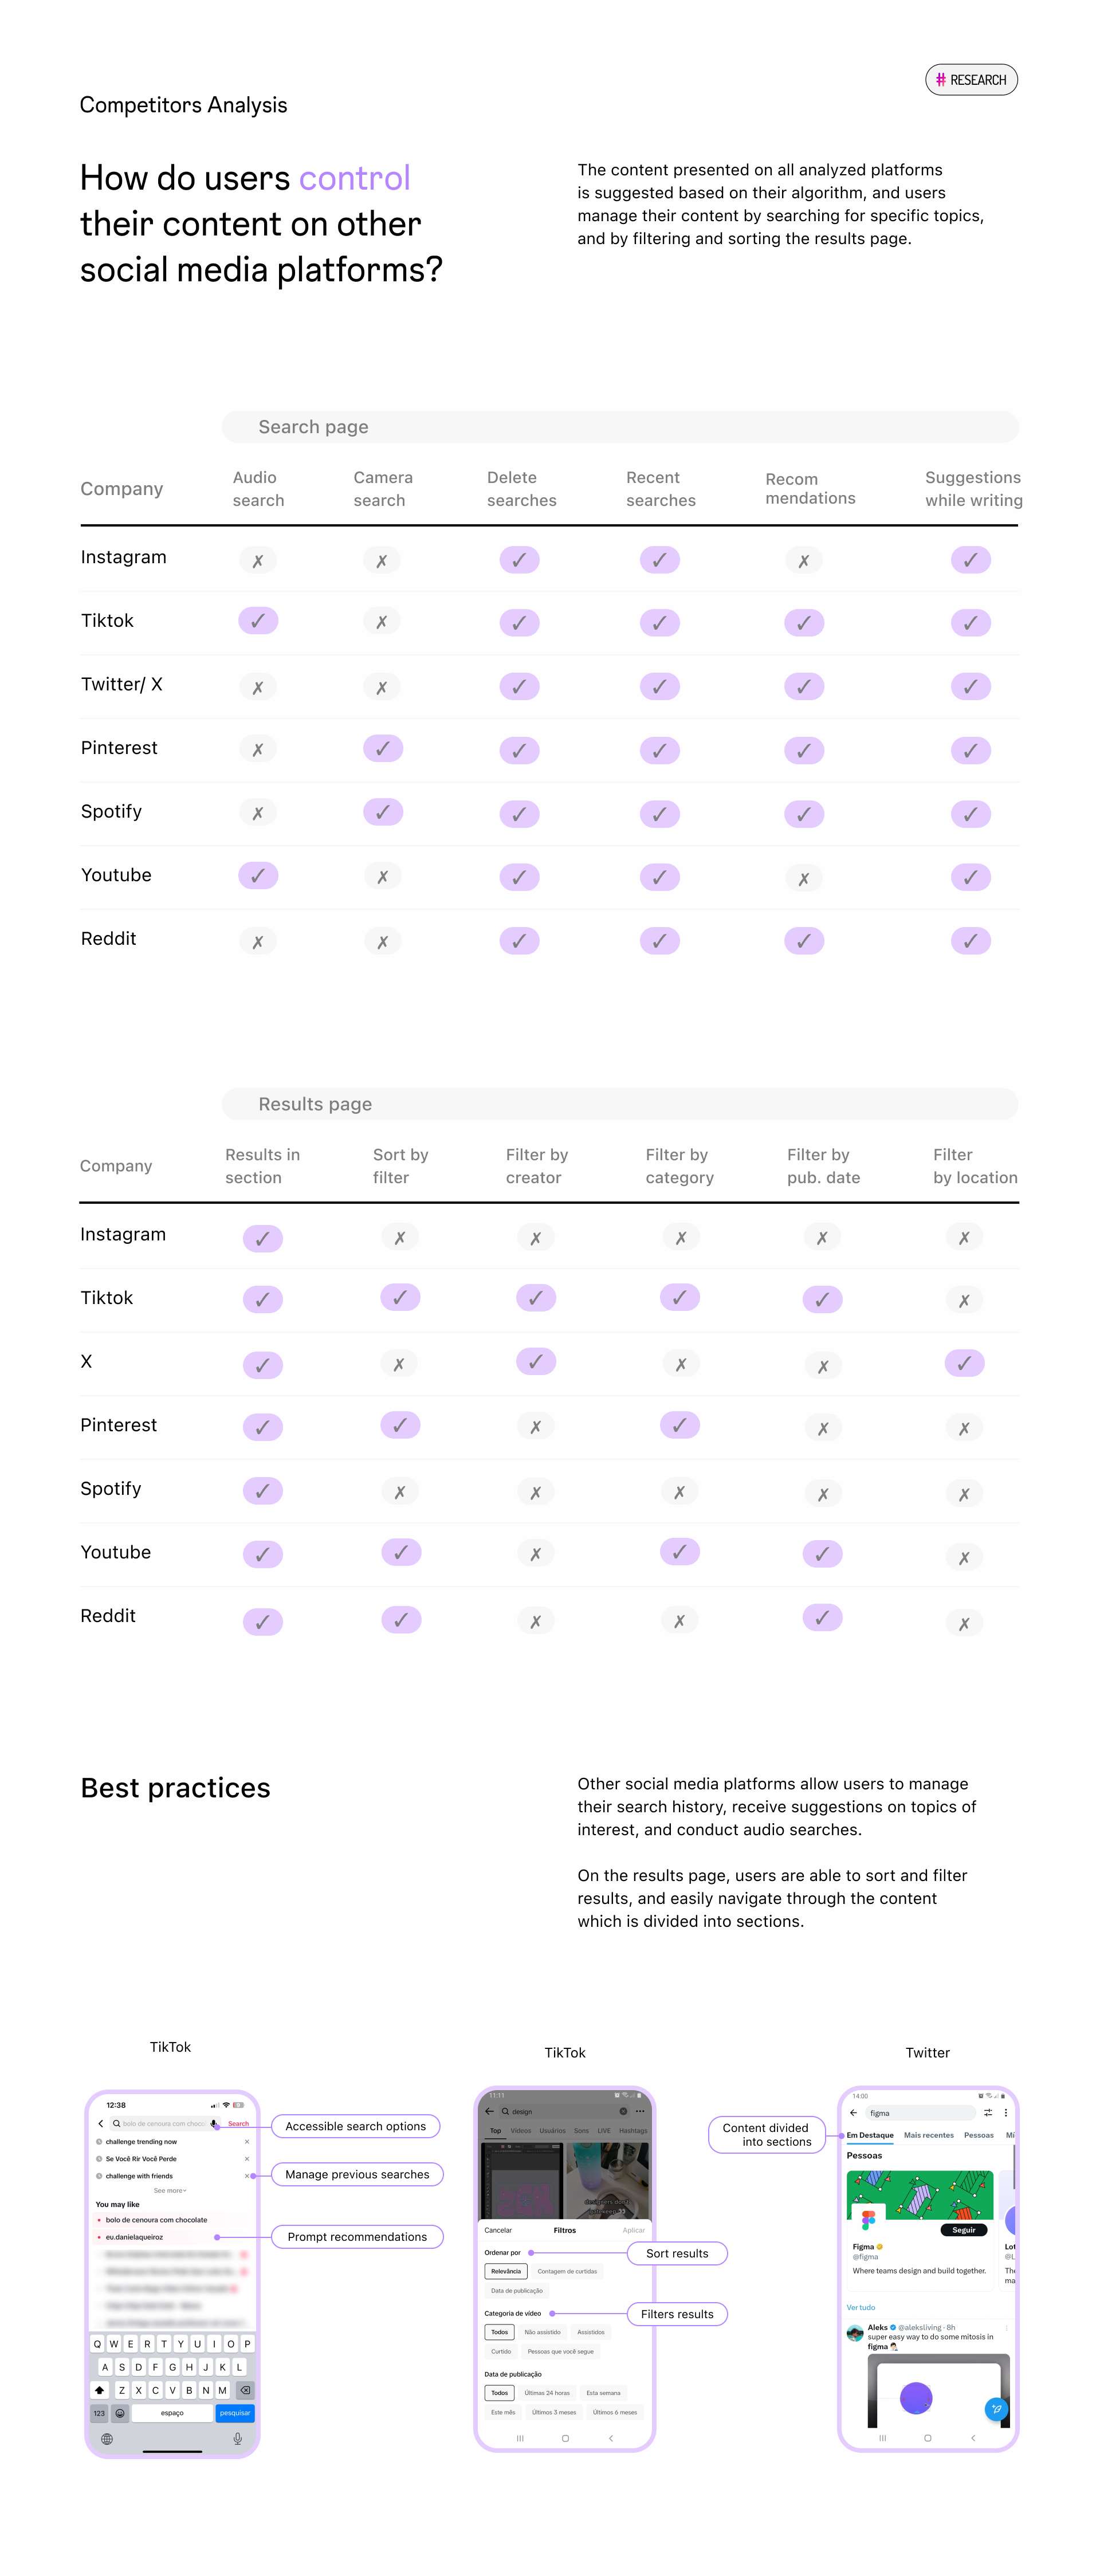 # RESEARCH
Competitors Analysis
How do users control
their content on other
social media platforms?
The content presented on all analyzed platforms
is suggested based on their algorithm, and users
manage their content by searching for specific topics,
and by filtering and sorting the results page.
Search page
Company
Audio
search
Camera
search
Delete
searches
Recent
searches
Recom
mendations
Suggestions
while writing
Instagram ✗ ✗ ✓ ✓ ✗ ✓
Tiktok ✓ ✗ ✓ ✓ ✓ ✓
Twitter/ X ✗ ✗ ✓ ✓ ✓ ✓
Pinterest ✗ ✓ ✓ ✓ ✓ ✓
Spotify ✗ ✓ ✓ ✓ ✓ ✓
Youtube ✓ ✗ ✓ ✓ ✗ ✓
Reddit ✗ ✗ ✓ ✓ ✓ ✓
Results page
Company
Results in
section
Sort by
filter
Filter by
creator
Filter by
category
Filter by
pub. date
Filter
by location
Instagram ✓ ✗ ✗ ✗ ✗ ✗
Tiktok ✓ ✓ ✓ ✓ ✓ ✗
X ✓ ✗ ✓ ✗ ✗ ✓
Pinterest ✓ ✓ ✗ ✓ ✗ ✗
Spotify ✓ ✗ ✗ ✗ ✗ ✗
Youtube ✓ ✓ ✗ ✓ ✓ ✗
Reddit ✓ ✓ ✗ ✗ ✓ ✗
Best practices
Other social media platforms allow users to manage
their search history, receive suggestions on topics of
interest, and conduct audio searches.
On the results page, users are able to sort and filter
results, and easily navigate through the content
which is divided into sections.
TikTok
12:38
bolo de cenoura com choco Search
challenge trending now ×
Se Você Rir Você Perde ×
challenge with friends ×
See more
You may like
bolo de cenoura com chocolate
eu.danielaqueiroz
Q W E R T Y U I O P
A S D F G H J K L
Z X C V B N M
123 espaço pesquisar
Accessible search options
Manage previous searches
Prompt recommendations
TikTok
11:11
design
Top Vídeos Usuários Sons LIVE Hashtags
Cancelar Filtros Aplicar
Ordenar por
Relevância Contagem de curtidas
Data de publicação
Categoria de vídeo
Todos Não assistido Assistidos
Curtido Pessoas que você segue
Data de publicação
Todos Últimas 24 horas Esta semana
Este mês Últimos 3 meses Últimos 6 meses
Sort results
Filters results
Content divided
into sections
Twitter
14:00
figma
Em Destaque Mais recentes Pessoas Mí
Pessoas
Seguir
Figma
@figma
Where teams design and build together.
Lot
@L
The
ma
Ver tudo
Aleks @aleksliving · 8h
super easy way to do some mitosis in
figma